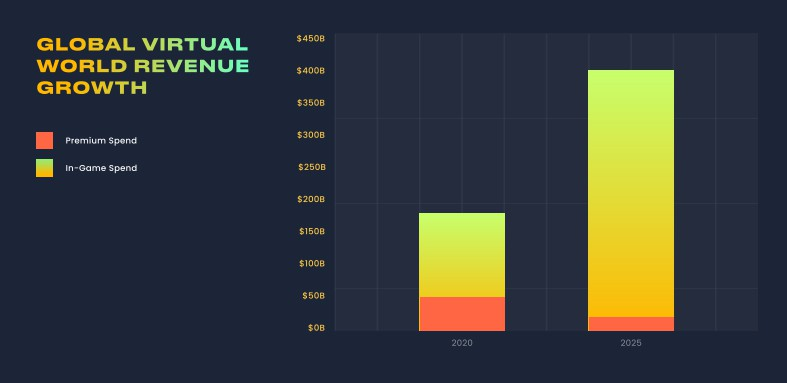 GLOBAL VIRTUAL
WORLD REVENUE
GROWTH
Premium Spend
In-Game Spend
$450B
$400B
$350B
$300B
$250B
$200B
$150B
$100B
$50B
$0B
2020
2025